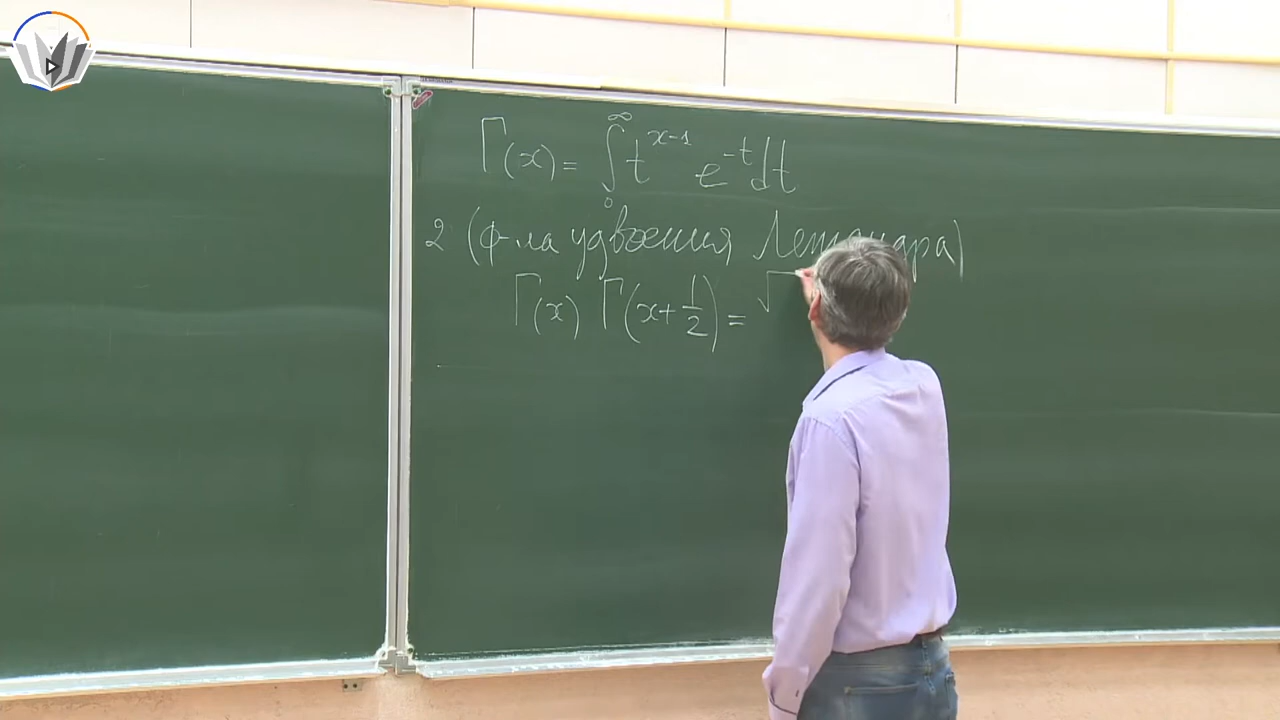 Γ(x) = ∫₀^∞ t^{x-1} e^{-t} dt
2 (ф-ла удвоения Лежандра)
Γ(x) Γ(x+1/2) = √